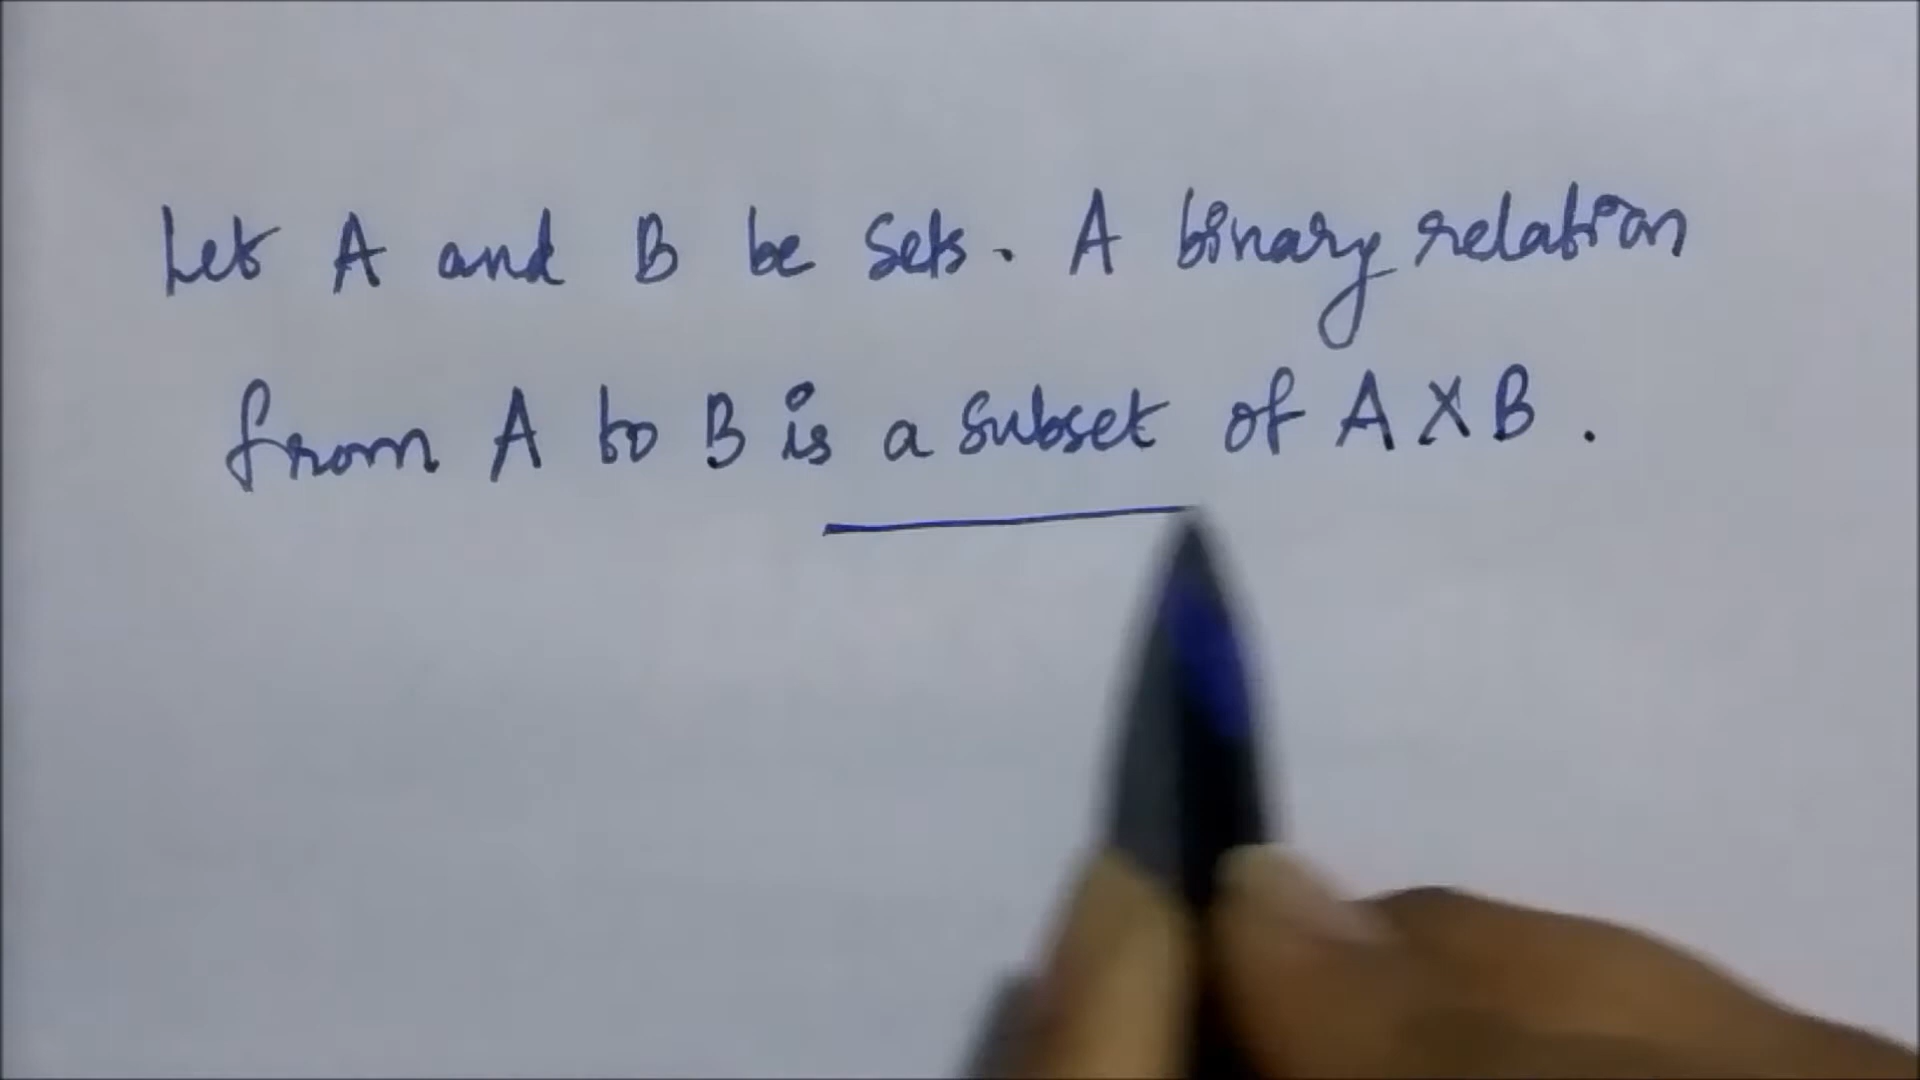 Let A and B be Sets. A binary relation
from A to B is a subset of A X B.